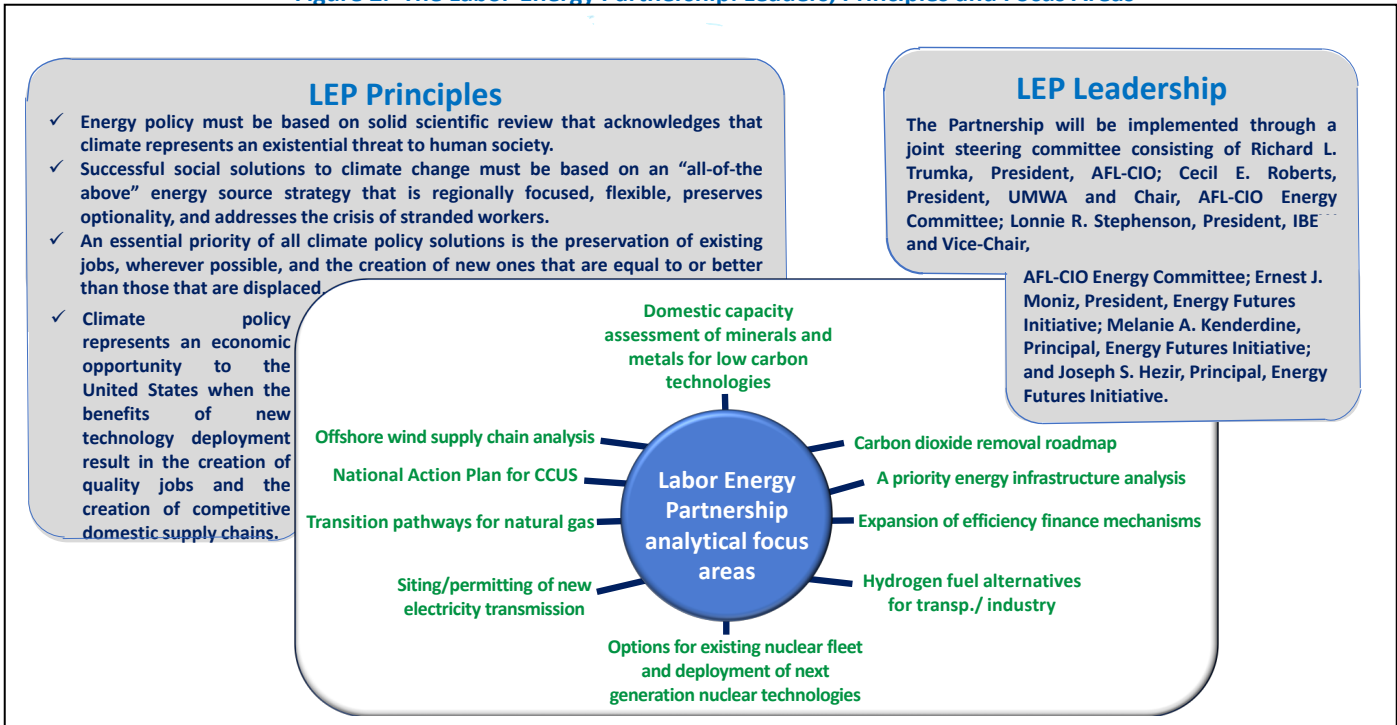 Figure The Labor Energy Partnership: Leaders, Principles and Focus Areas
LEP Principles
✓ Energy policy must be based on solid scientific review that acknowledges that
climate represents an existential threat to human society.
✓ Successful social solutions to climate change must be based on an “all-of-the
above” energy source strategy that is regionally focused, flexible, preserves
optionality, and addresses the crisis of stranded workers.
✓ An essential priority of all climate policy solutions is the preservation of existing
jobs, wherever possible, and the creation of new ones that are equal to or better
than those that are displaced.
✓ Climate policy
represents an economic
opportunity to the
United States when the
benefits of new
technology deployment
result in the creation of
quality jobs and the
creation of competitive
domestic supply chains.
LEP Leadership
The Partnership will be implemented through a
joint steering committee consisting of Richard L.
Trumka, President, AFL-CIO; Cecil E. Roberts,
President, UMWA and Chair, AFL-CIO Energy
Committee; Lonnie R. Stephenson, President, IBE
and Vice-Chair,
AFL-CIO Energy Committee; Ernest J.
Moniz, President, Energy Futures
Initiative; Melanie A. Kenderdine,
Principal, Energy Futures Initiative;
and Joseph S. Hezir, Principal, Energy
Futures Initiative.
Domestic capacity
assessment of minerals and
metals for low carbon
technologies
Offshore wind supply chain analysis
National Action Plan for CCUS
Transition pathways for natural gas
Siting/permitting of new
electricity transmission
Labor Energy
Partnership
analytical focus
areas
Carbon dioxide removal roadmap
A priority energy infrastructure analysis
Expansion of efficiency finance mechanisms
Hydrogen fuel alternatives
for transp./ industry
Options for existing nuclear fleet
and deployment of next
generation nuclear technologies